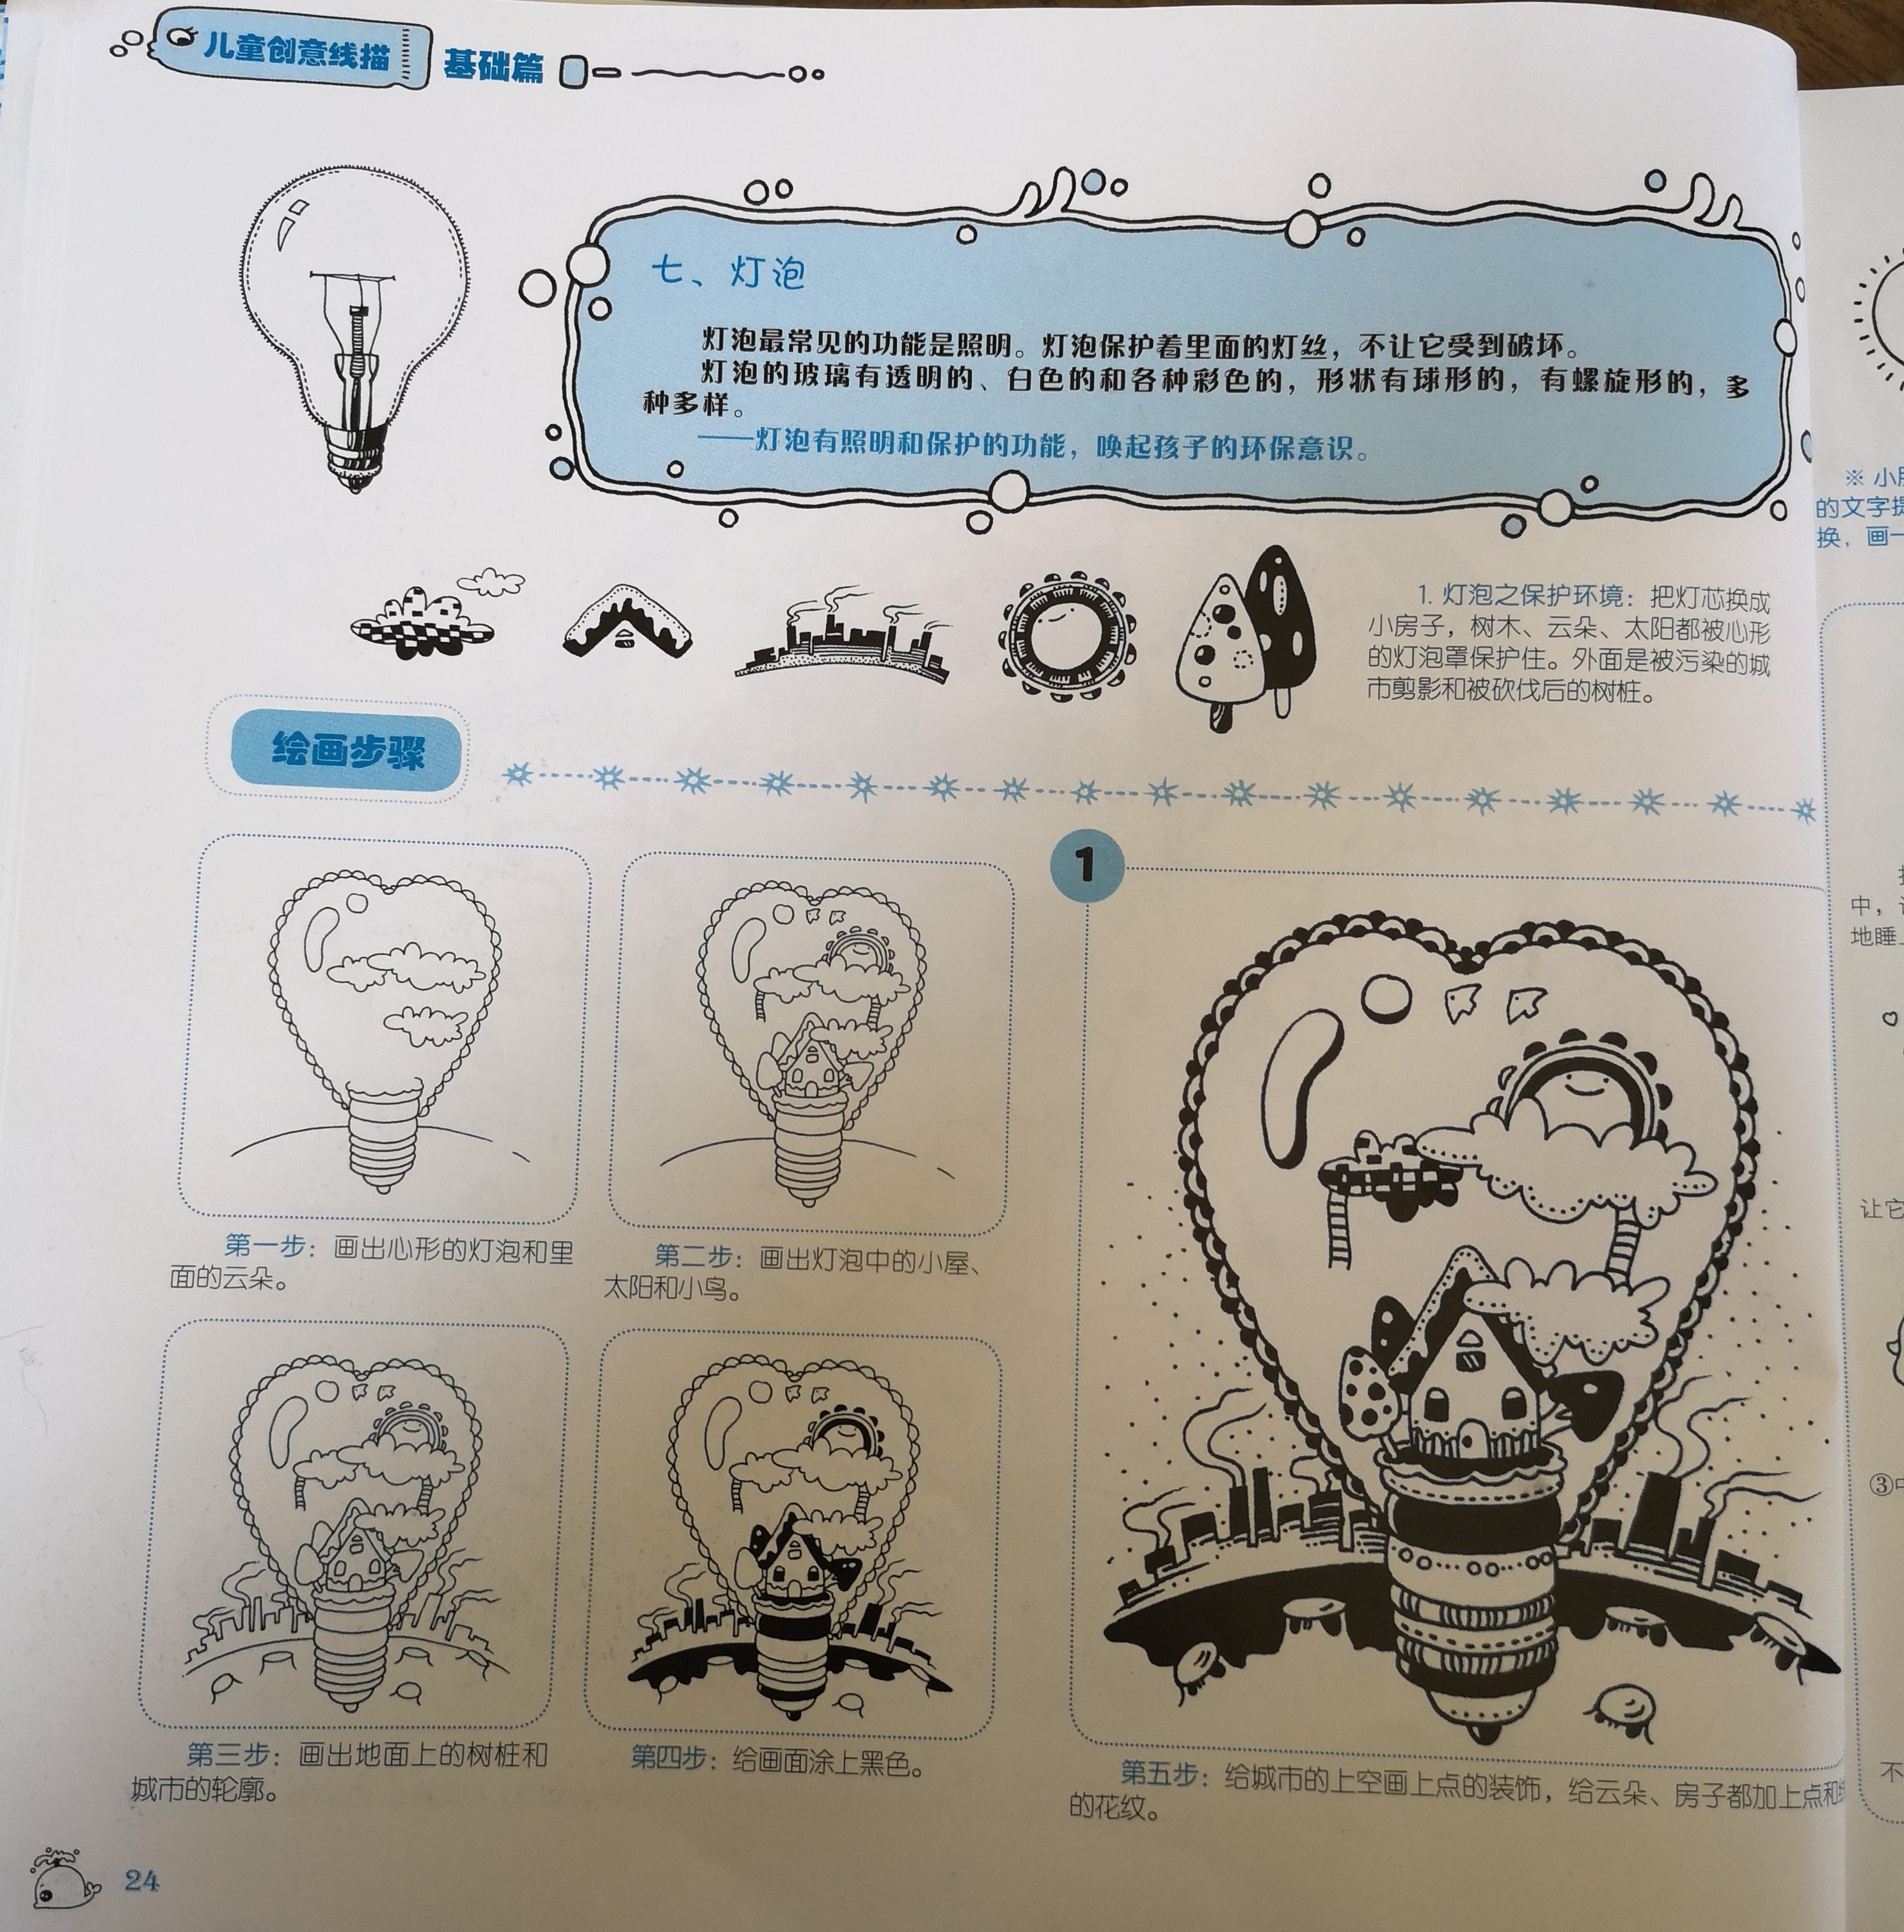 儿童创意线描 基础篇
七、灯泡
灯泡最常见的功能是照明。灯泡保护着里面的灯丝，不让它受到破坏。
灯泡的玻璃有透明的、白色的和各种彩色的，形状有球形的，有螺旋形的，多
种多样。
——灯泡有照明和保护的功能，唤起孩子的环保意识。
1. 灯泡之保护环境：把灯芯换成
小房子，树木、云朵、太阳都被心形
的灯泡罩保护住。外面是被污染的城
市剪影和被砍伐后的树桩。
绘画步骤
第一步：画出心形的灯泡和里
面的云朵。
第二步：画出灯泡中的小屋、
太阳和小鸟。
第三步：画出地面上的树桩和
城市的轮廓。
第四步：给画面涂上黑色。
1
第五步：给城市的上空画上点的装饰，给云朵、房子都加上点和
的花纹。
24
※ 小
的文字
换，画一
中，
地睡
让它
③
不